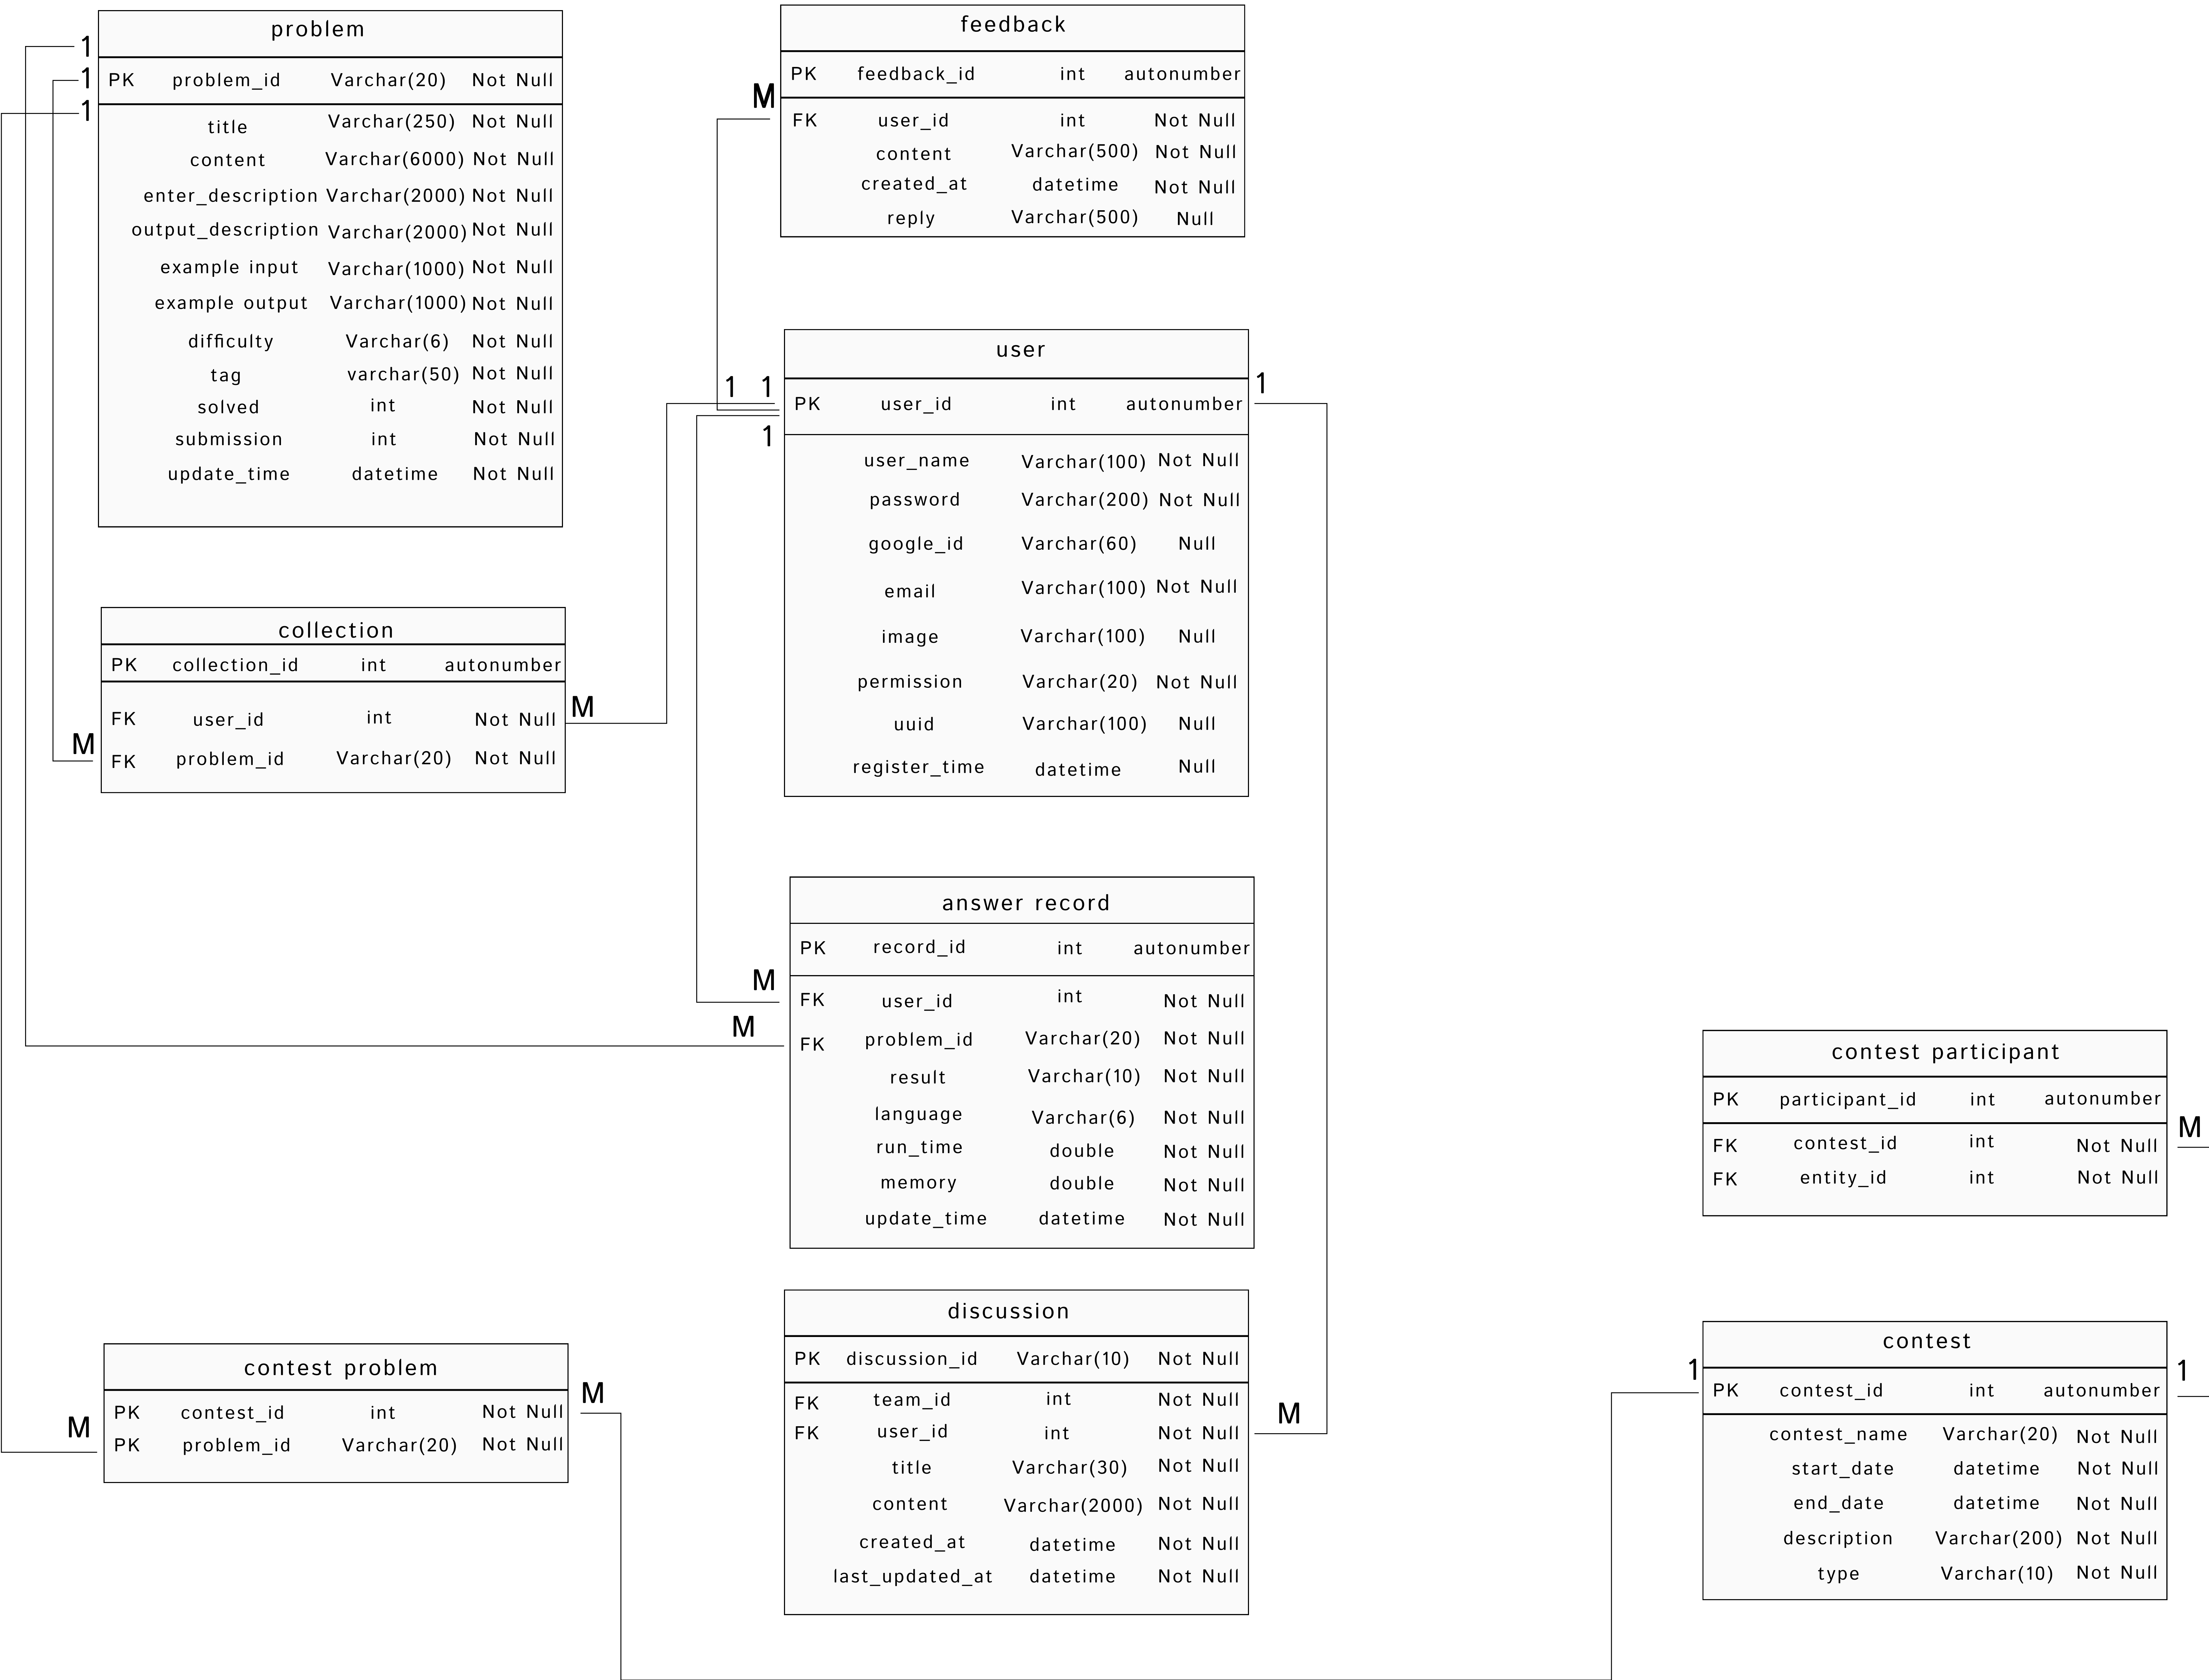 problem
1
1 PK problem_id Varchar(20) Not Null
1
title Varchar(250) Not Null
content Varchar(6000) Not Null
enter_description Varchar(2000) Not Null
output_description Varchar(2000) Not Null
example input Varchar(1000) Not Null
example output Varchar(1000) Not Null
difficulty Varchar(6) Not Null
tag varchar(50) Not Null
solved int Not Null
submission int Not Null
update_time datetime Not Null
feedback
PK feedback_id int autonumber
M
FK user_id int Not Null
content Varchar(500) Not Null
created_at datetime Not Null
reply Varchar(500) Null
user
1 1 1
PK user_id int autonumber
1
user_name Varchar(100) Not Null
password Varchar(200) Not Null
google_id Varchar(60) Null
email Varchar(100) Not Null
image Varchar(100) Null
permission Varchar(20) Not Null
uuid Varchar(100) Null
register_time datetime Null
collection
PK collection_id int autonumber
FK user_id int Not Null M
M FK problem_id Varchar(20) Not Null
answer record
PK record_id int autonumber
M
FK user_id int Not Null
M
FK problem_id Varchar(20) Not Null
result Varchar(10) Not Null
language Varchar(6) Not Null
run_time double Not Null
memory double Not Null
update_time datetime Not Null
contest participant
PK participant_id int autonumber
M
FK contest_id int Not Null
FK entity_id int Not Null
contest problem
M
PK contest_id int Not Null
M PK problem_id Varchar(20) Not Null
discussion
PK discussion_id Varchar(10) Not Null
FK team_id int Not Null
M
FK user_id int Not Null
title Varchar(30) Not Null
content Varchar(2000) Not Null
created_at datetime Not Null
last_updated_at datetime Not Null
contest
1 1
PK contest_id int autonumber
contest_name Varchar(20) Not Null
start_date datetime Not Null
end_date datetime Not Null
description Varchar(200) Not Null
type Varchar(10) Not Null